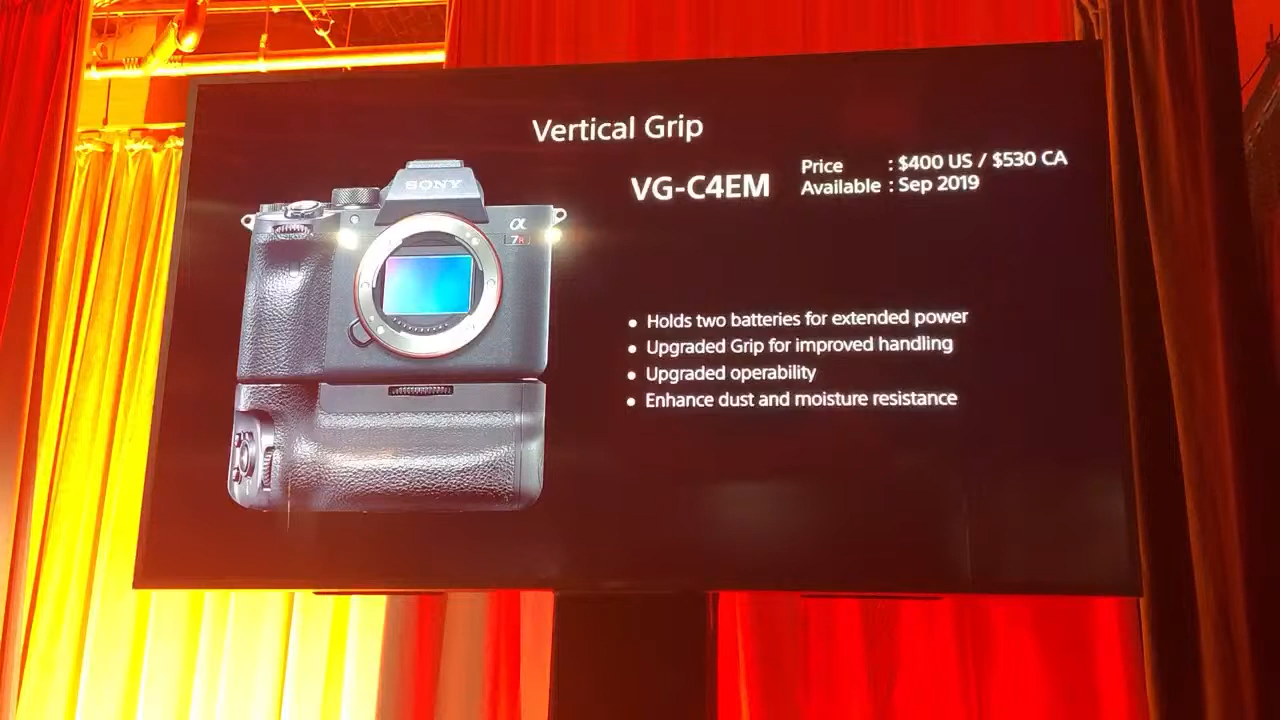 Vertical Grip
VG-C4EM
Price : $400 US / $530 CA
Available : Sep 2019
SONY
α
7R
• Holds two batteries for extended power
• Upgraded Grip for improved handling
• Upgraded operability
• Enhance dust and moisture resistance